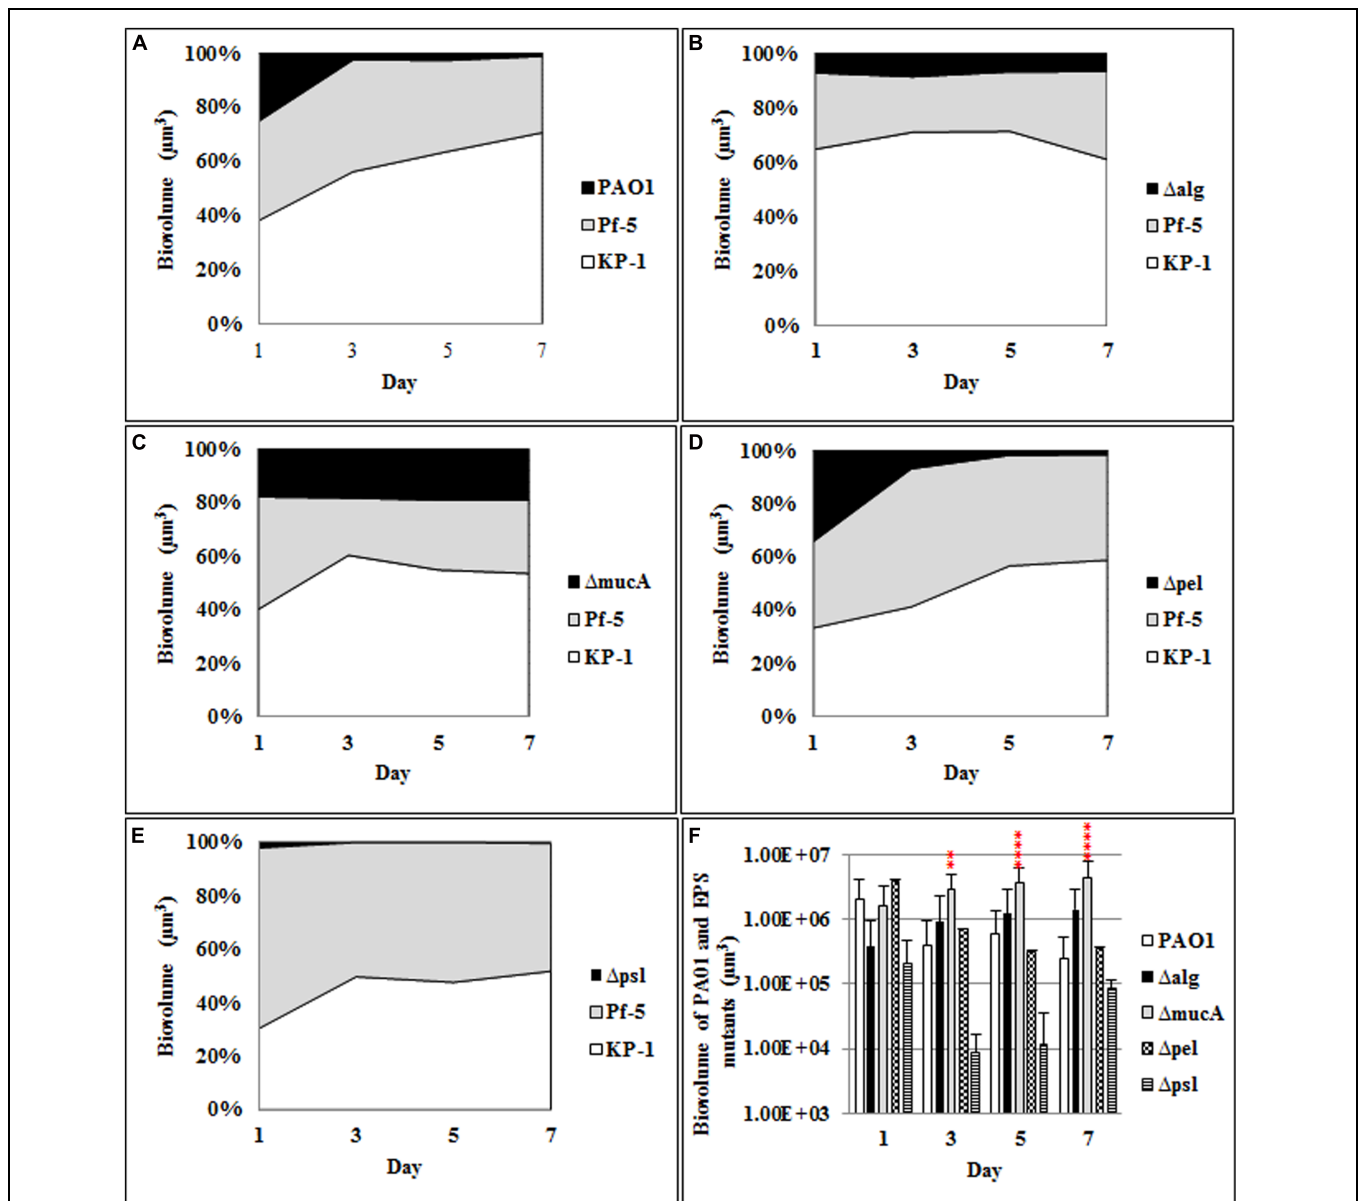 A
100%
80%
60%
40%
20%
0%
Biovolume (µm³)
1 3 5 7
Day
PAO1
Pf-5
KP-1
B
100%
80%
60%
40%
20%
0%
Biovolume (µm³)
1 3 5 7
Day
Δalg
Pf-5
KP-1
C
100%
80%
60%
40%
20%
0%
Biovolume (µm³)
1 3 5 7
Day
ΔmucA
Pf-5
KP-1
D
100%
80%
60%
40%
20%
0%
Biovolume (µm³)
1 3 5 7
Day
Δpel
Pf-5
KP-1
E
100%
80%
60%
40%
20%
0%
Biovolume (µm³)
1 3 5 7
Day
Δpsl
Pf-5
KP-1
F
1.00E+07
1.00E+06
1.00E+05
1.00E+04
1.00E+03
Biovolume of PA01 and EPS
mutants (µm³)
**
****
****
1 3 5 7
Day
PAO1
Δalg
ΔmucA
Δpel
Δpsl